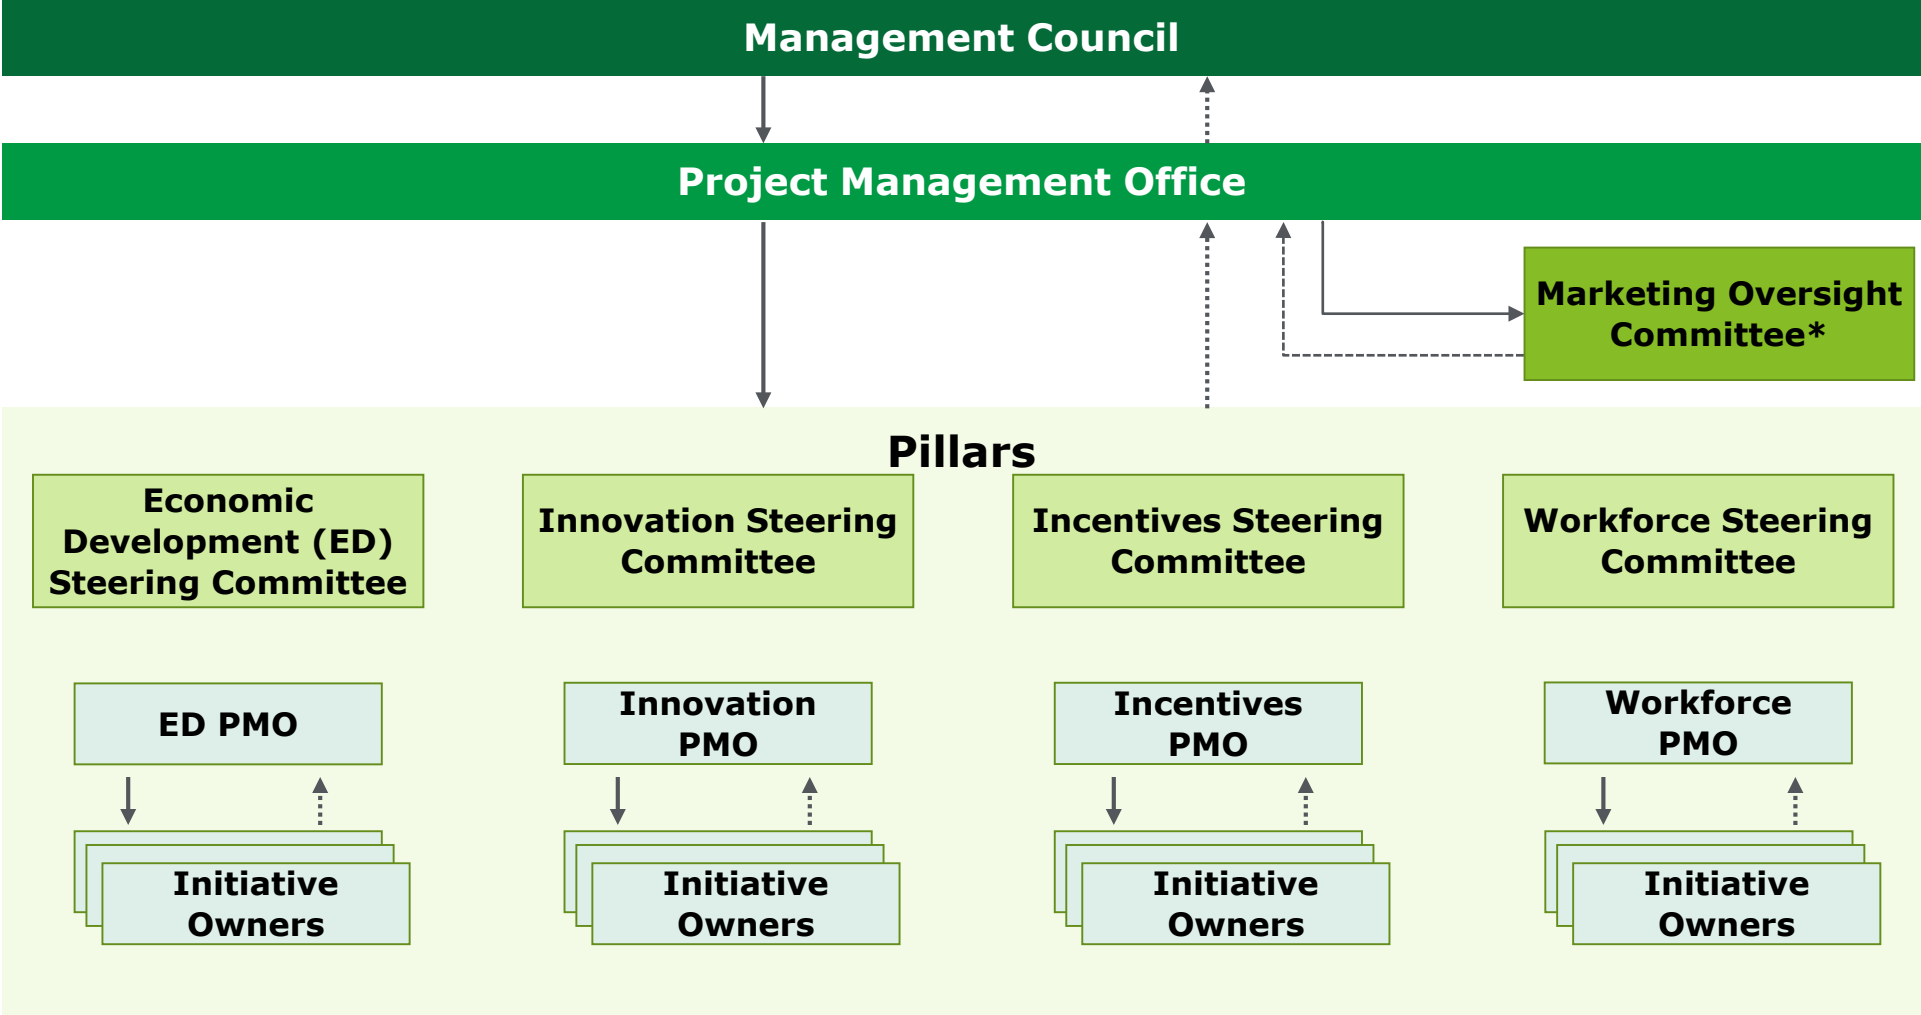 Management Council
Project Management Office
Marketing Oversight
Committee*
Pillars
Economic
Development (ED)
Steering Committee
Innovation Steering
Committee
Incentives Steering
Committee
Workforce Steering
Committee
ED PMO
Innovation
PMO
Incentives
PMO
Workforce
PMO
Initiative
Owners
Initiative
Owners
Initiative
Owners
Initiative
Owners